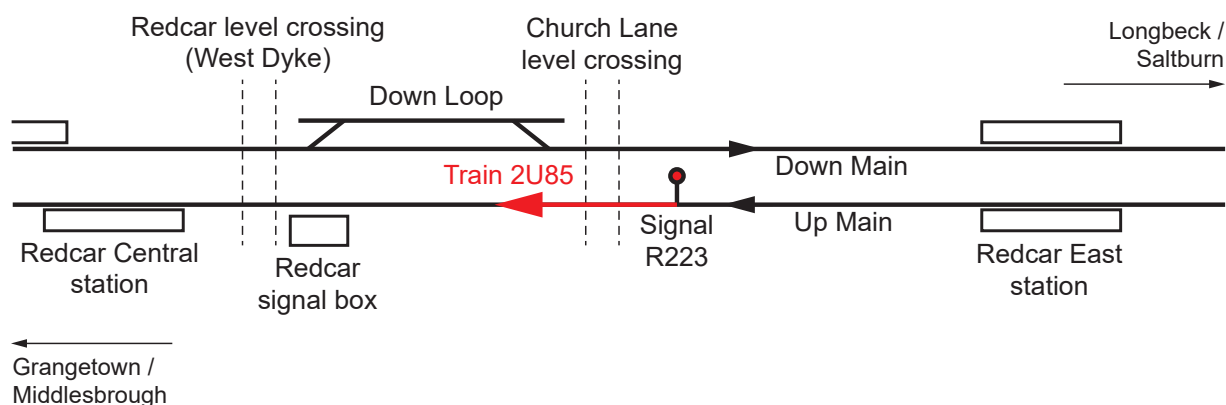 Redcar level crossing
(West Dyke)
Church Lane
level crossing
Longbeck /
Saltburn
Down Loop
Train 2U85
Down Main
Signal
R223
Up Main
Redcar Central
station
Redcar
signal box
Redcar East
station
Grangetown /
Middlesbrough